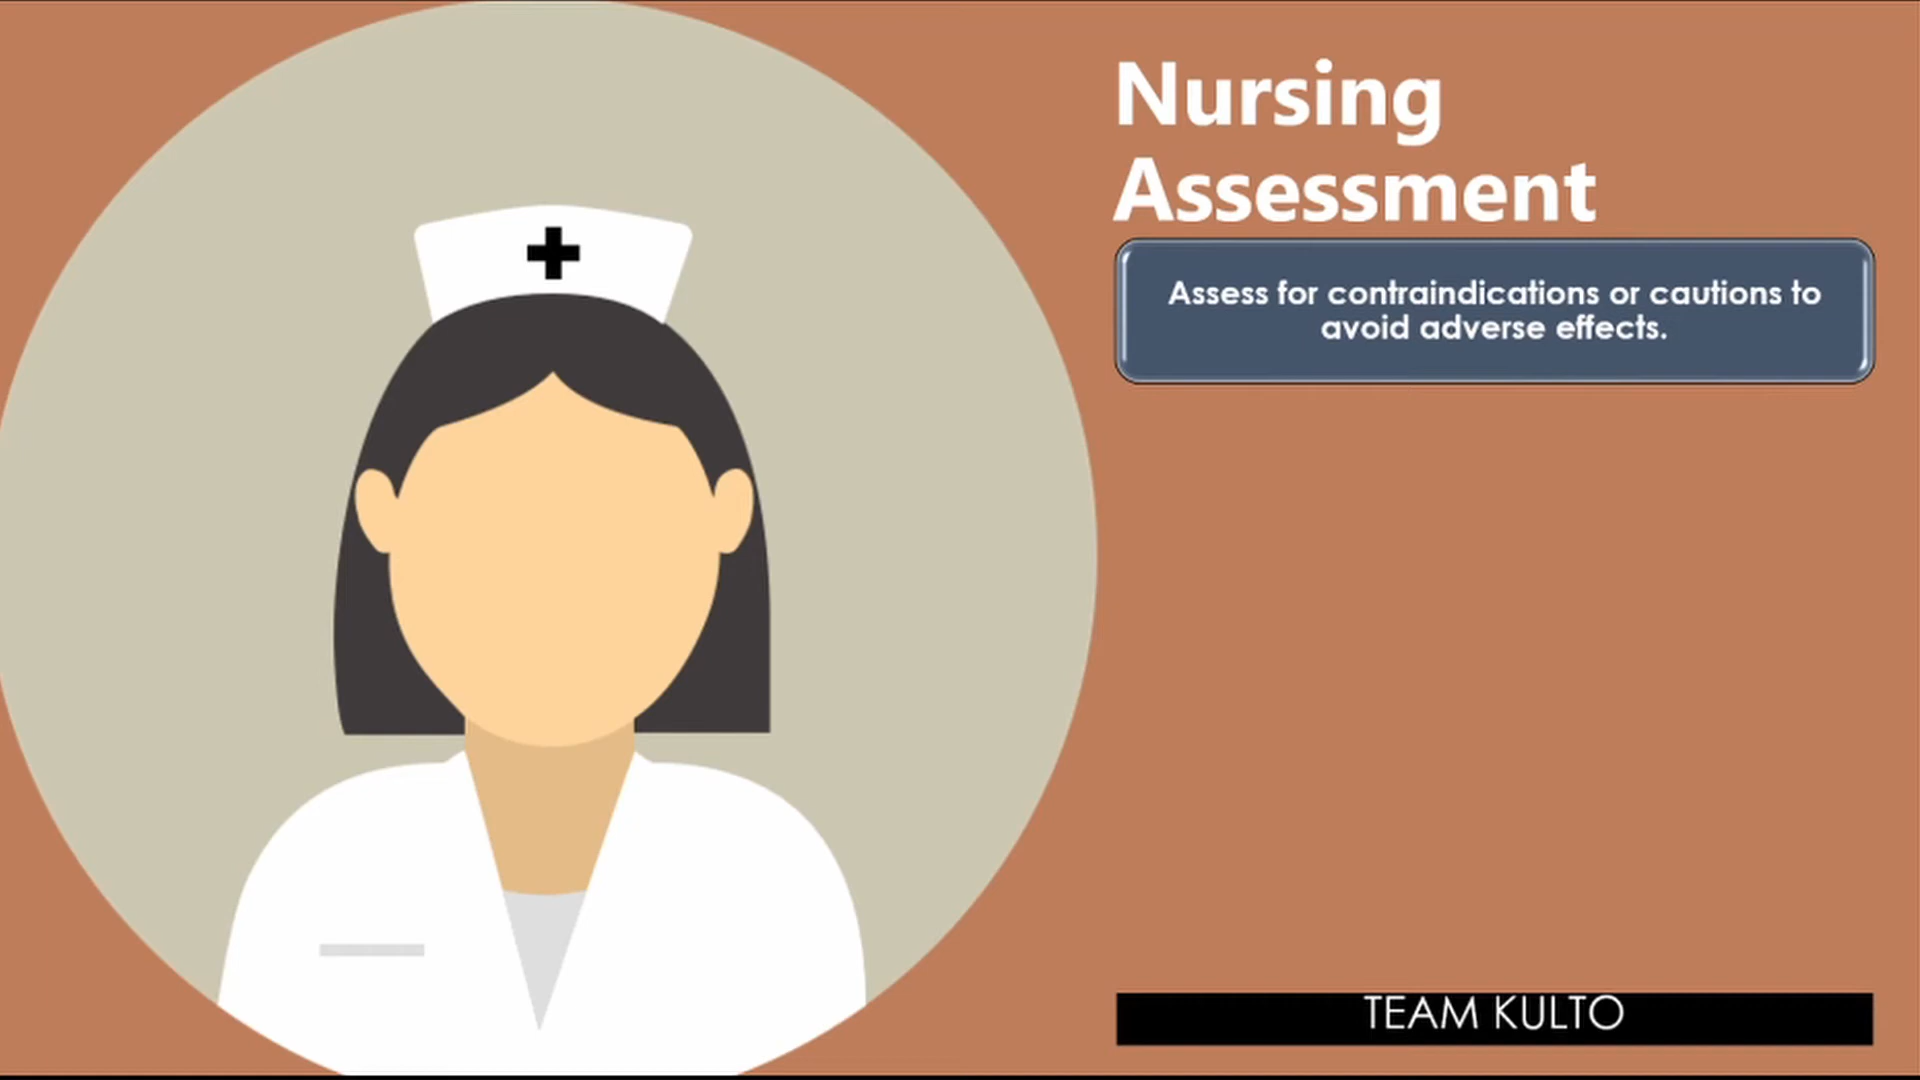 Nursing
Assessment
Assess for contraindications or cautions to
avoid adverse effects.
TEAM KULTO